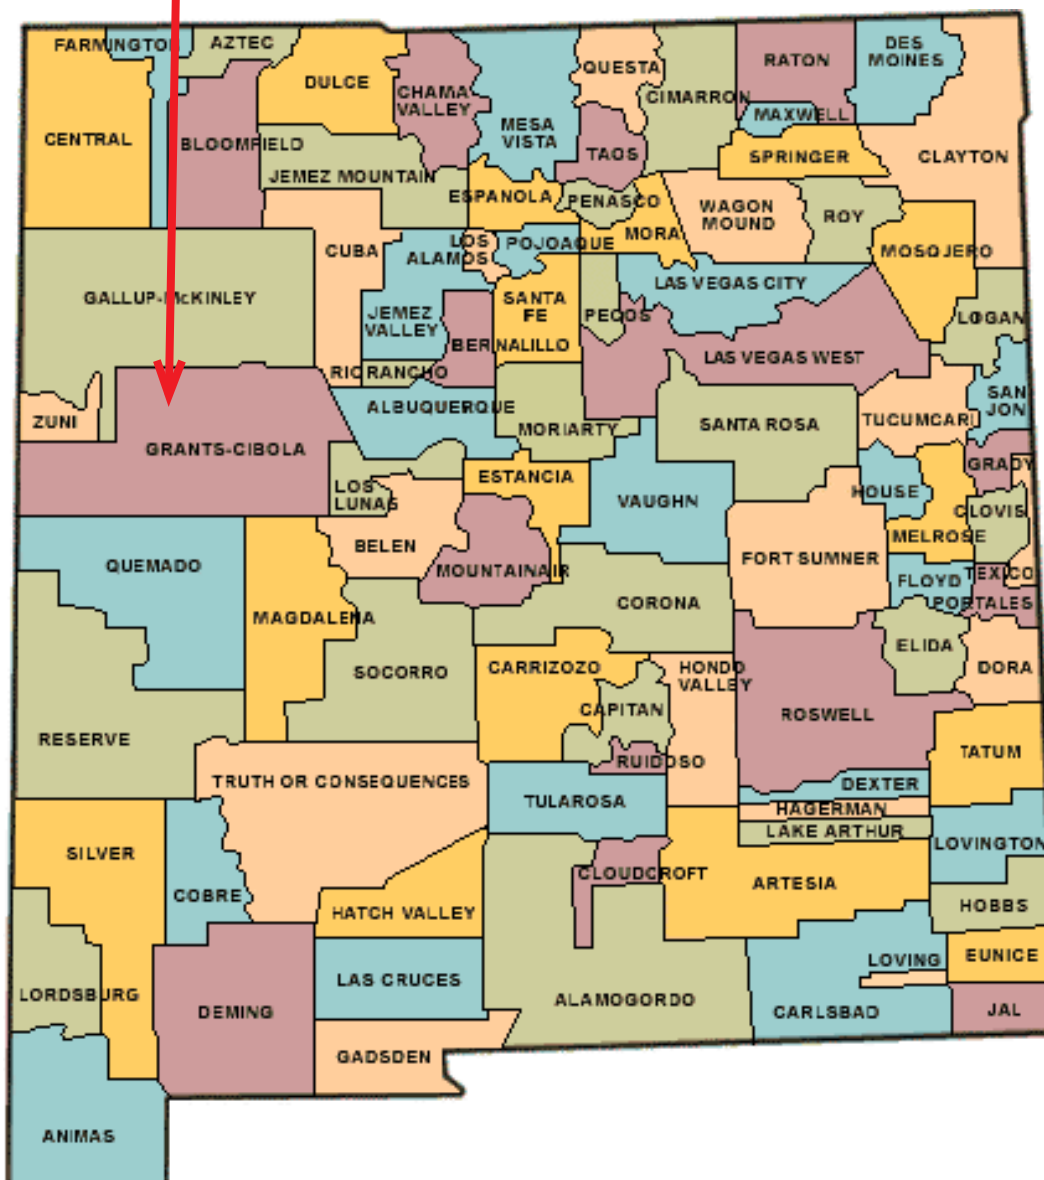 FARMINGTON
AZTEC
DULCE
CHAMA
VALLEY
MESA
VISTA
QUESTA
CIMARRON
RATON
DES
MOINES
MAXWELL
CENTRAL
BLOOMFIELD
JEMEZ MOUNTAIN
TAOS
SPRINGER
CLAYTON
ESPANOLA
PENASCO
MORA
WAGON
MOUND
ROY
MOSQJERO
CUBA
LOS
ALAMOS
POJOAQUE
GALLUP-McKINLEY
JEMEZ
VALLEY
SANTA
FE
PECOS
LAS VEGAS CITY
LOGAN
BERNALILLO
LAS VEGAS WEST
RIO RANCHO
ZUNI
ALBUQUERQUE
MORIARTY
SANTA ROSA
TUCUMCARI
SAN
JON
GRANTS-CIBOLA
LOS
LUNAS
ESTANCIA
VAUGHN
HOUSE
GRADY
CLOVIS
MELROSE
QUEMADO
BELEN
MOUNTAINAIR
FORT SUMNER
FLOYD
TEXICO
PORTALES
MAGDALENA
CORONA
ELIDA
DORA
SOCORRO
CARRIZOZO
HONDO
VALLEY
CAPITAN
ROSWELL
RESERVE
RUIDOSO
TATUM
TRUTH OR CONSEQUENCES
TULAROSA
DEXTER
HAGERMAN
LAKE ARTHUR
LOVINGTON
SILVER
COBRE
CLOUDCROFT
ARTESIA
HATCH VALLEY
HOBBS
LORDSBURG
DEMING
LAS CRUCES
ALAMOGORDO
LOVING
EUNICE
CARLSBAD
JAL
GADSDEN
ANIMAS